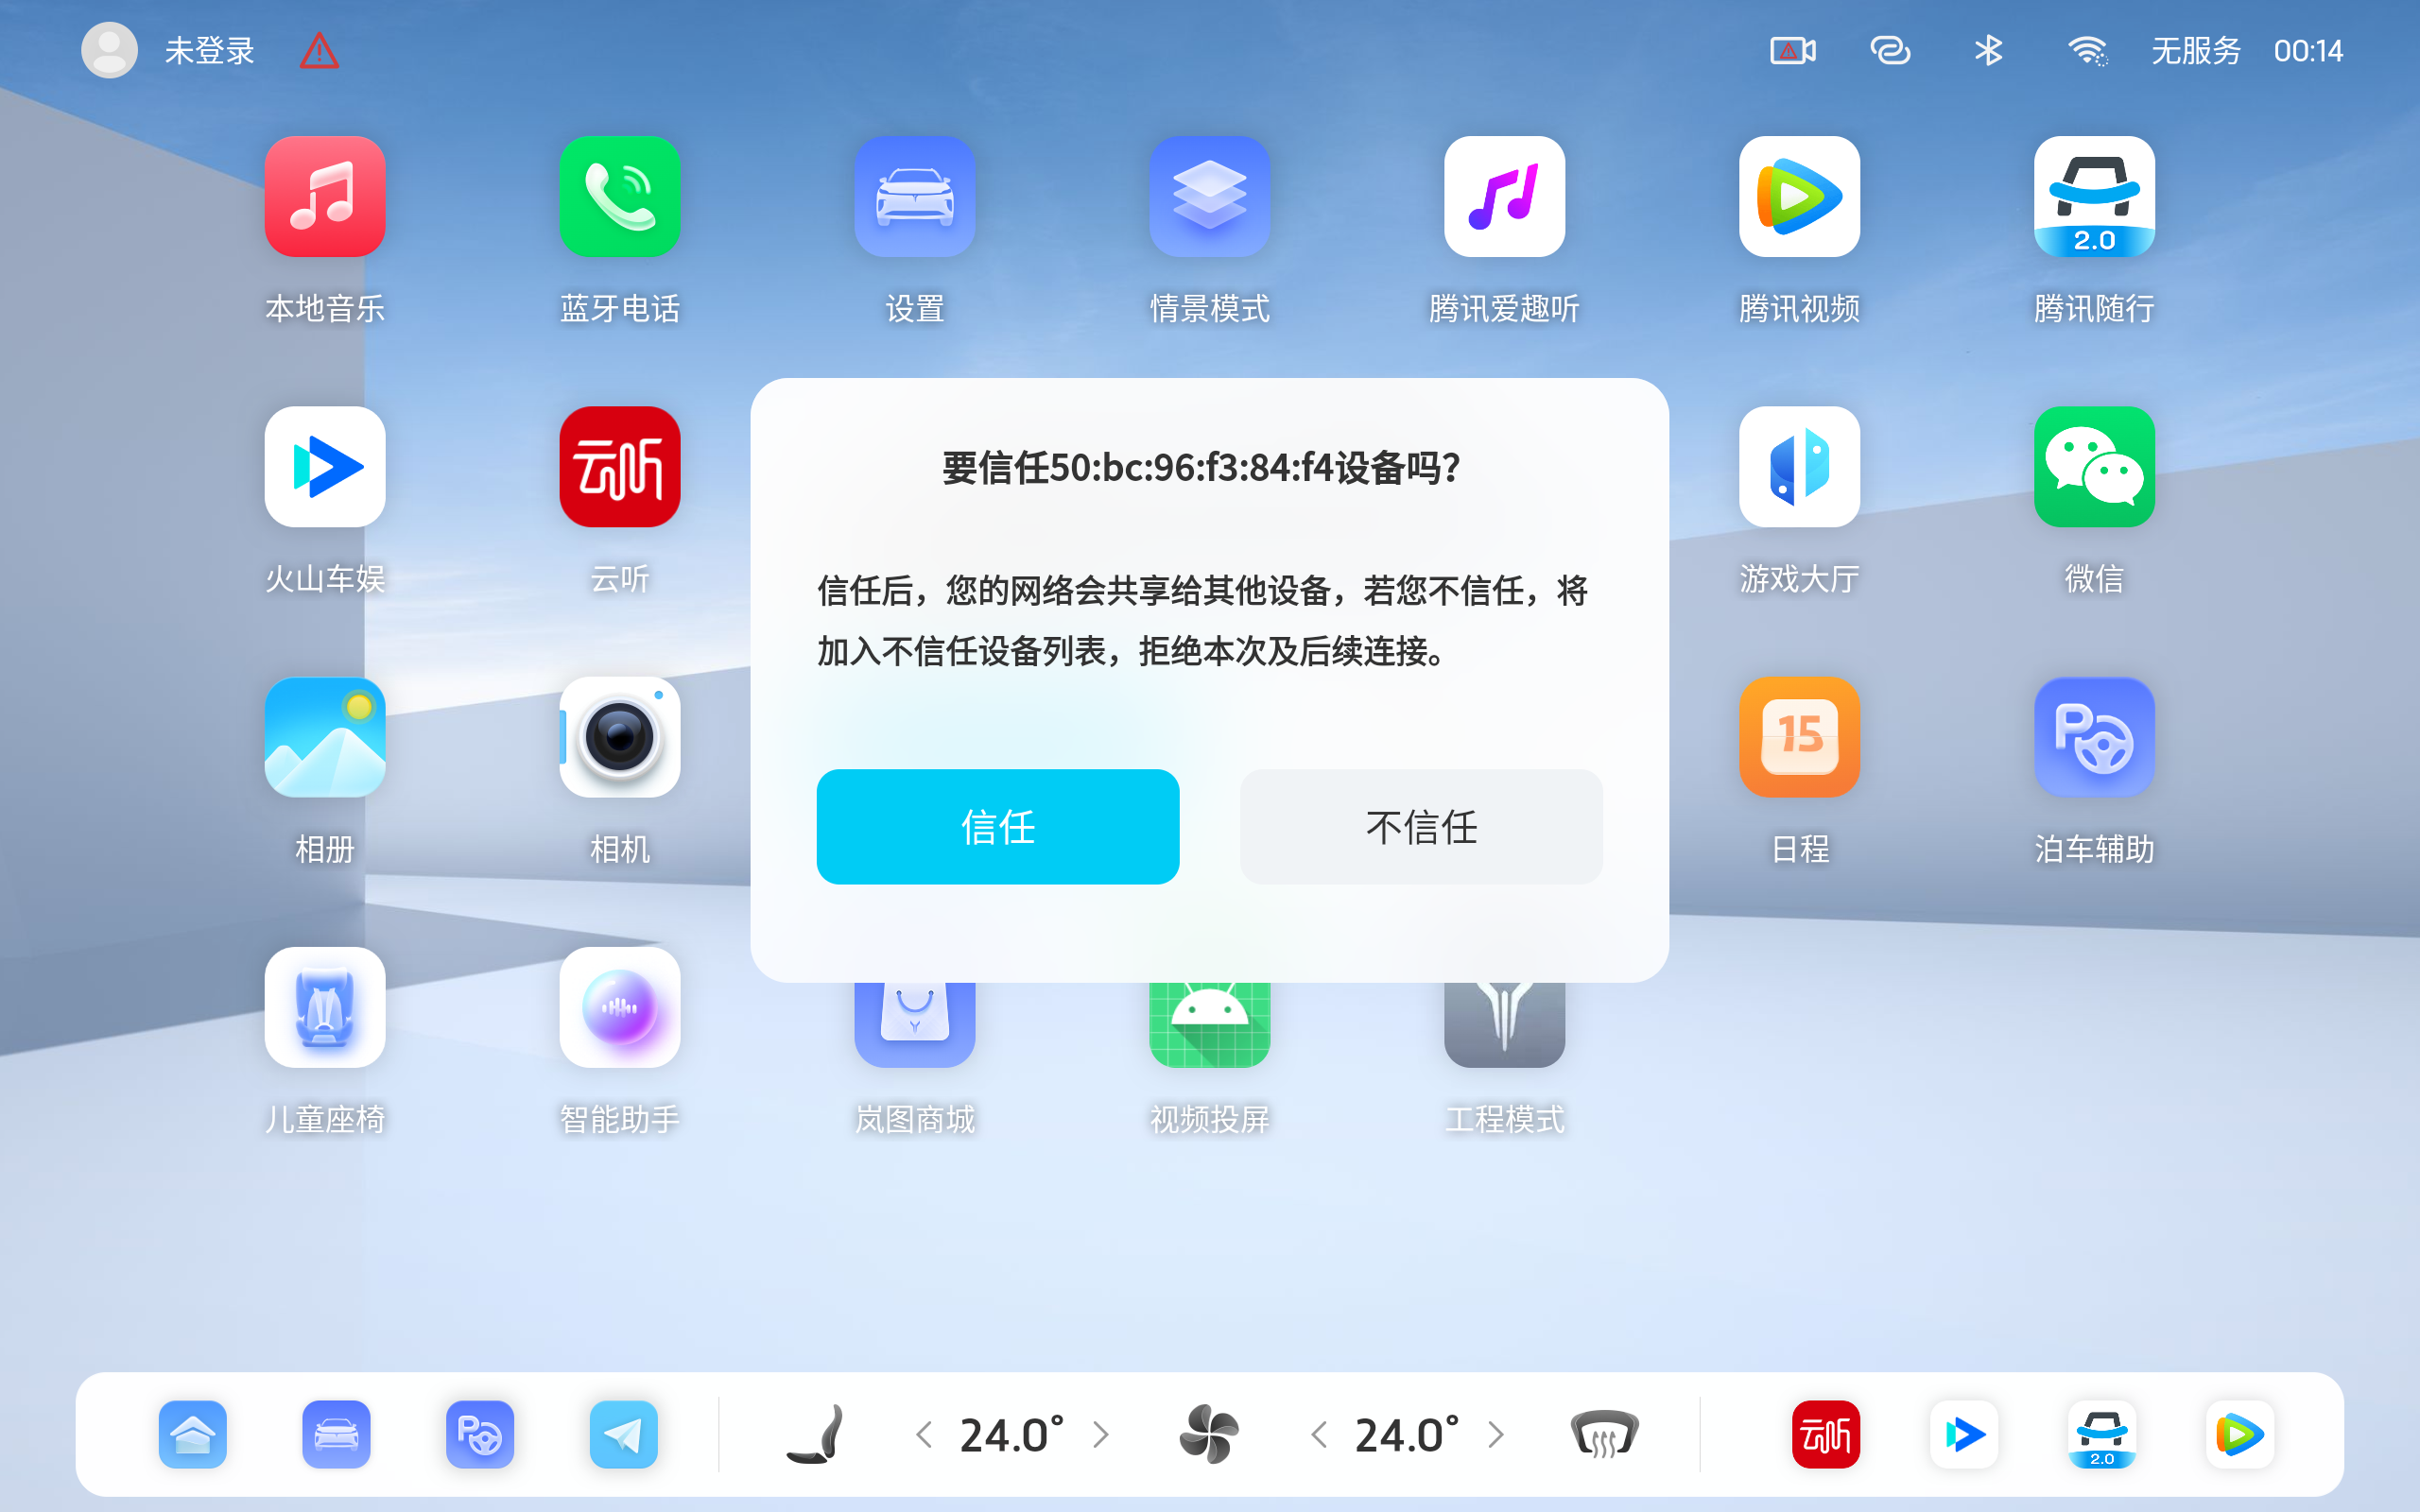 未登录
无服务 00:14
本地音乐 蓝牙电话 设置 情景模式 腾讯爱趣听 腾讯视频 腾讯随行
2.0
要信任50:bc:96:f3:84:f4设备吗?
云听
火山车娱 云听 游戏大厅 微信
信任后，您的网络会共享给其他设备，若您不信任，将
加入不信任设备列表，拒绝本次及后续连接。
15 P
信任 不信任
相册 相机 日程 泊车辅助
儿童座椅 智能助手 岚图商城 视频投屏 工程模式
P 24.0° 24.0° 云听 2.0